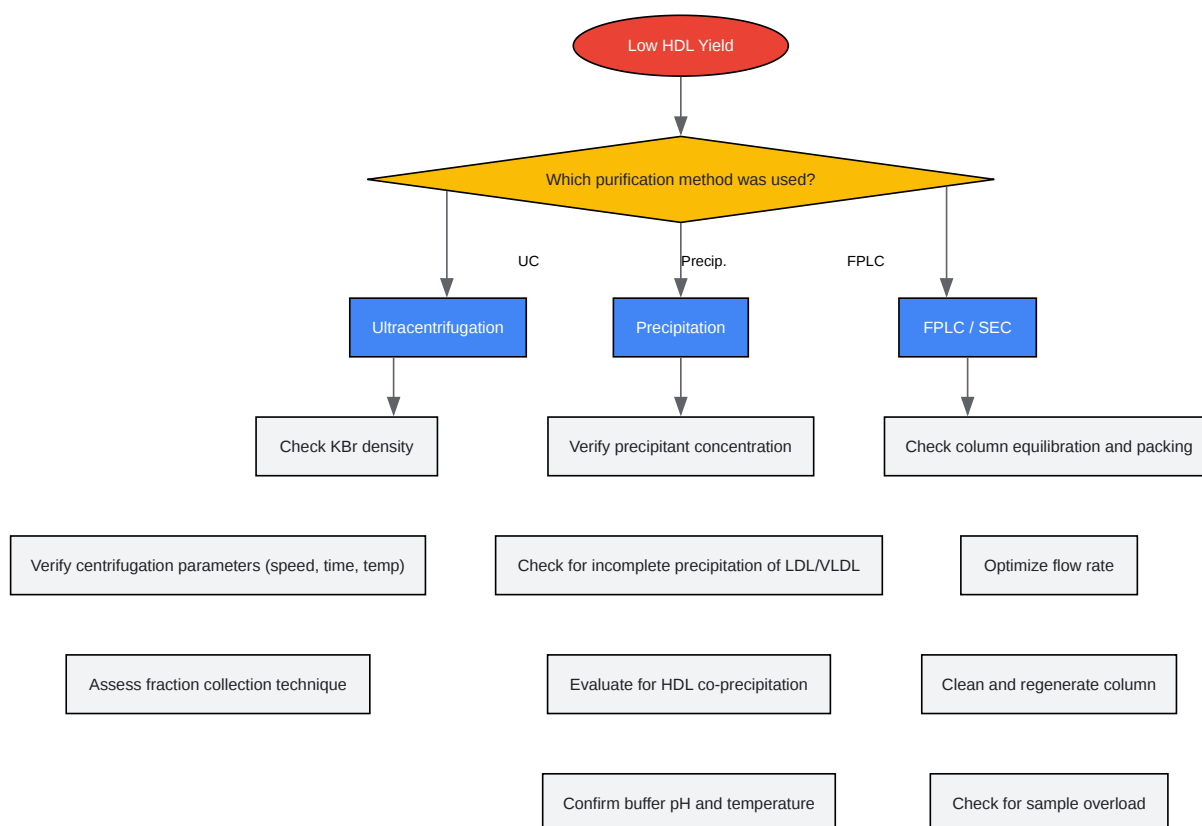 Low HDL Yield
Which purification method was used?
UC
Precip.
FPLC
Ultracentrifugation
Precipitation
FPLC / SEC
Check KBr density
Verify precipitant concentration
Check column equilibration and packing
Verify centrifugation parameters (speed, time, temp)
Check for incomplete precipitation of LDL/VLDL
Optimize flow rate
Assess fraction collection technique
Evaluate for HDL co-precipitation
Clean and regenerate column
Confirm buffer pH and temperature
Check for sample overload